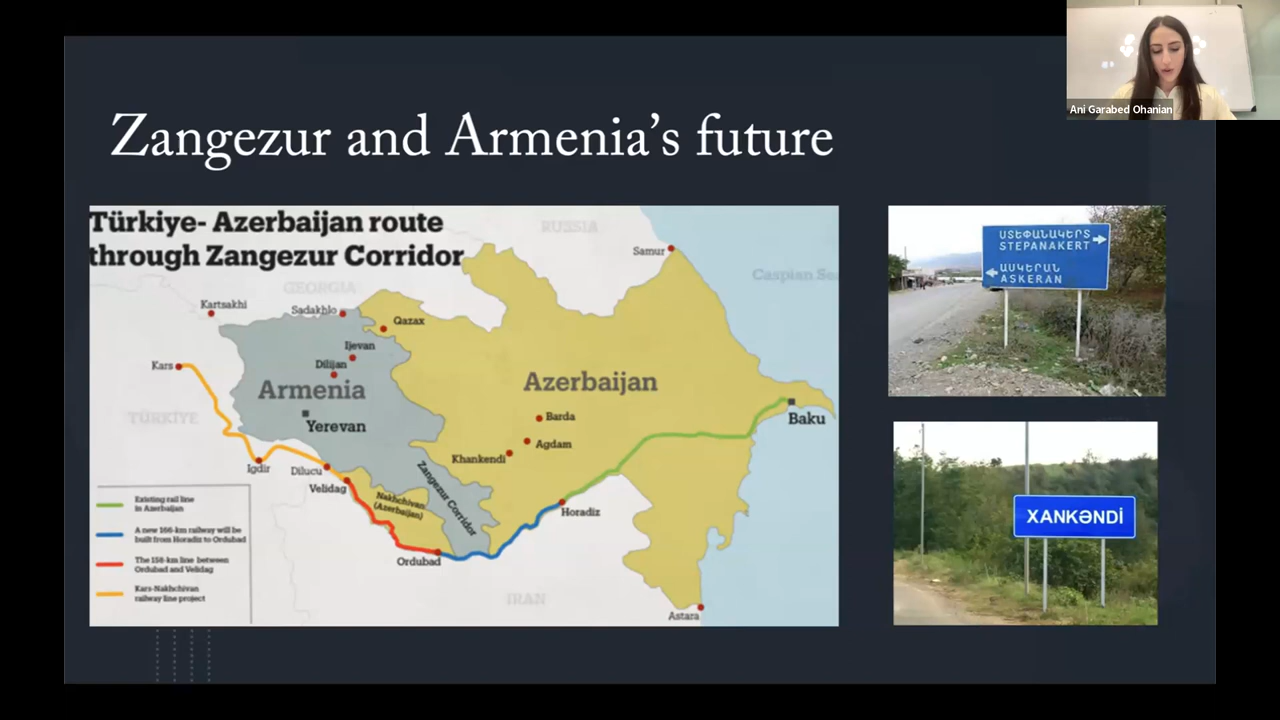 Ani Garabed Ohanian
Zangezur and Armenia's future
Türkiye- Azerbaijan route
through Zangezur Corridor
RUSSIA
Samur
Caspian Sea
GEORGIA
Kartsakhi
Sadakhlo
Qazax
Ijevan
Dilijan
Kars
Armenia
Azerbaijan
TÜRKİYE
Yerevan
Barda
Baku
Agdam
Khankendi
Igdir
Dilucu
Velidag
Nakhchivan
(Azerbaijan)
Zangezur Corridor
Horadiz
Ordubad
IRAN
Astara
Existing rail line
in Azerbaijan
A new 166-km railway will be
built from Horadiz to Ordubad
The 158-km line between
Ordubad and Velidag
Kars-Nakhchivan
railway line project
ՍՏԵՓԱՆԱԿԵՐՏ
STEPANAKERT
ԱՍԿԵՐԱՆ
ASKERAN
XANKƏNDİ